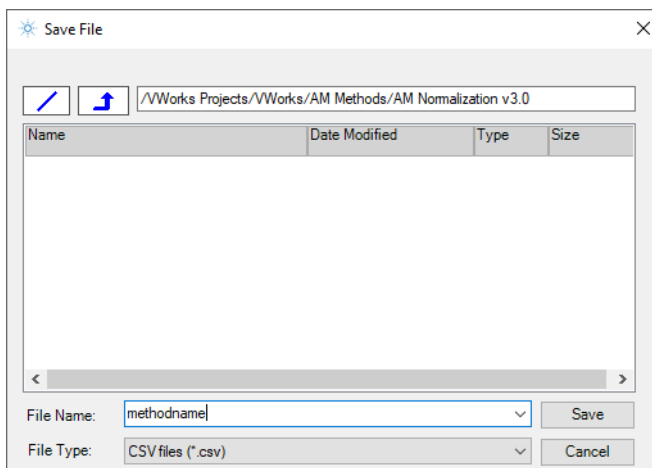 Save File
/VWorks Projects/VWorks/AM Methods/AM Normalization v3.0
Name Date Modified Type Size
File Name: methodname Save
File Type: CSV files (*.csv) Cancel